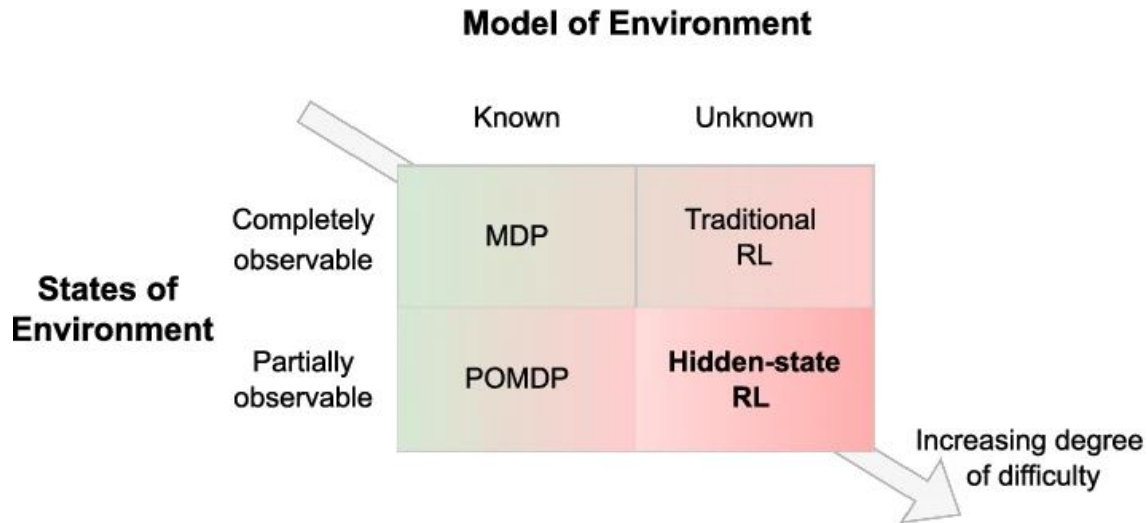 Model of Environment
Known
Unknown
Completely
observable
MDP
Traditional
RL
States of
Environment
Partially
observable
POMDP
Hidden-state
RL
Increasing degree
of difficulty